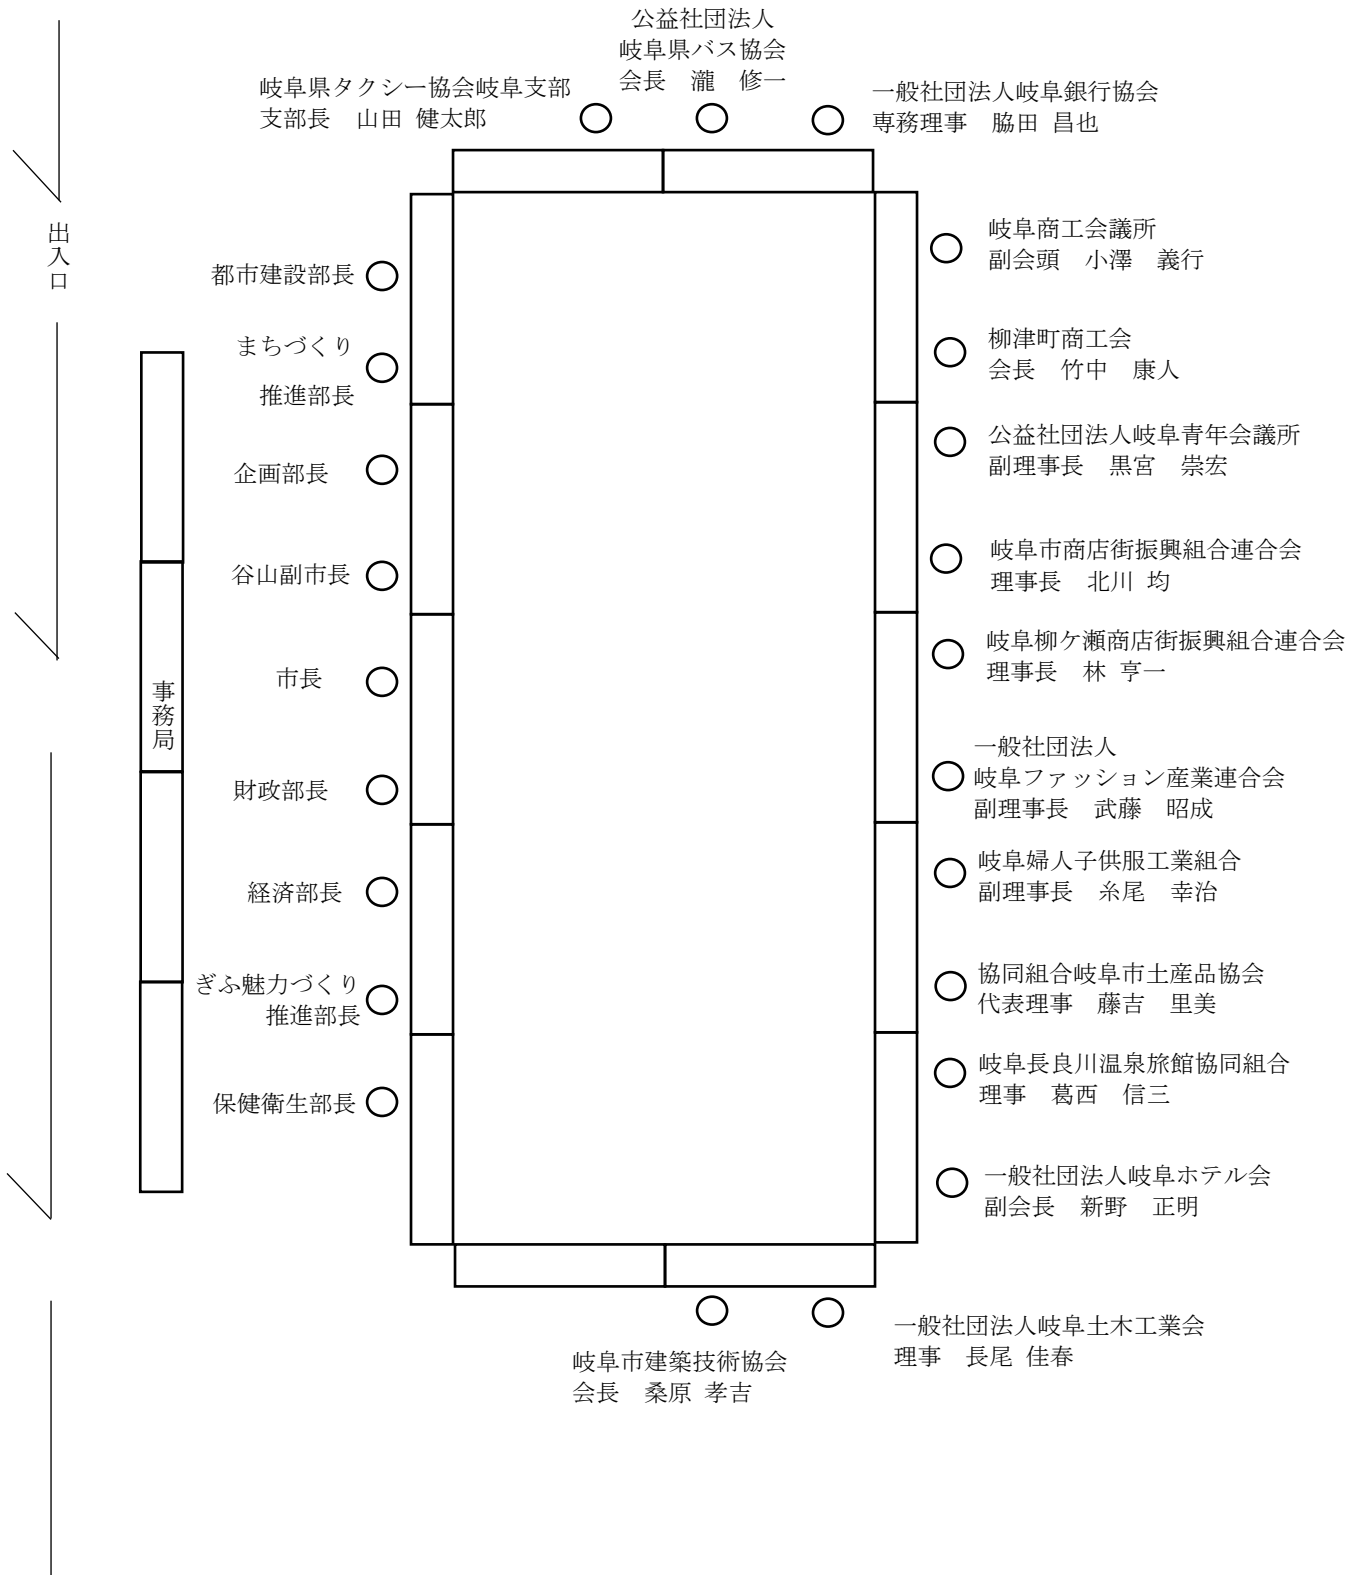 公益社団法人
岐阜県バス協会
会長　瀧　修一
岐阜県タクシー協会岐阜支部
支部長　山田 健太郎
一般社団法人岐阜銀行協会
専務理事　脇田 昌也
出入口
都市建設部長
まちづくり
推進部長
企画部長
谷山副市長
市長
財政部長
経済部長
ぎふ魅力づくり
推進部長
保健衛生部長
事務局
岐阜商工会議所
副会頭　小澤　義行
柳津町商工会
会長　竹中　康人
公益社団法人岐阜青年会議所
副理事長　黒宮　崇宏
岐阜市商店街振興組合連合会
理事長　北川 均
岐阜柳ケ瀬商店街振興組合連合会
理事長　林 亨一
一般社団法人
岐阜ファッション産業連合会
副理事長　武藤　昭成
岐阜婦人子供服工業組合
副理事長　糸尾　幸治
協同組合岐阜市土産品協会
代表理事　藤吉　里美
岐阜長良川温泉旅館協同組合
理事　葛西　信三
一般社団法人岐阜ホテル会
副会長　新野　正明
一般社団法人岐阜土木工業会
理事　長尾 佳春
岐阜市建築技術協会
会長　桑原 孝吉